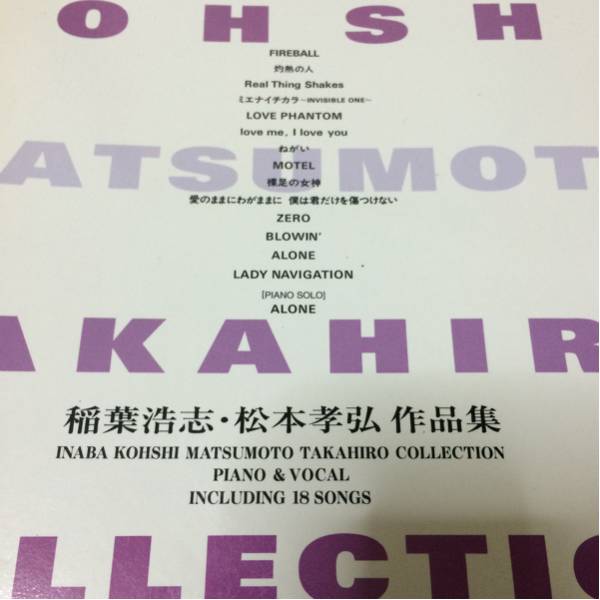 OHSH
FIREBALL
灼熱の人
Real Thing Shakes
ミエナイチカラ~INVISIBLE ONE~
LOVE PHANTOM
love me, I love you
ねがい
MOTEL
ATSUMOT
裸足の女神
愛のままにわがままに 僕は君だけを傷つけない
ZERO
BLOWIN'
ALONE
LADY NAVIGATION
[PIANO SOLO]
ALONE
AKAHIR
稲葉浩志・松本孝弘 作品集
INABA KOHSHI MATSUMOTO TAKAHIRO COLLECTION
PIANO & VOCAL
INCLUDING 18 SONGS
LLECTIO